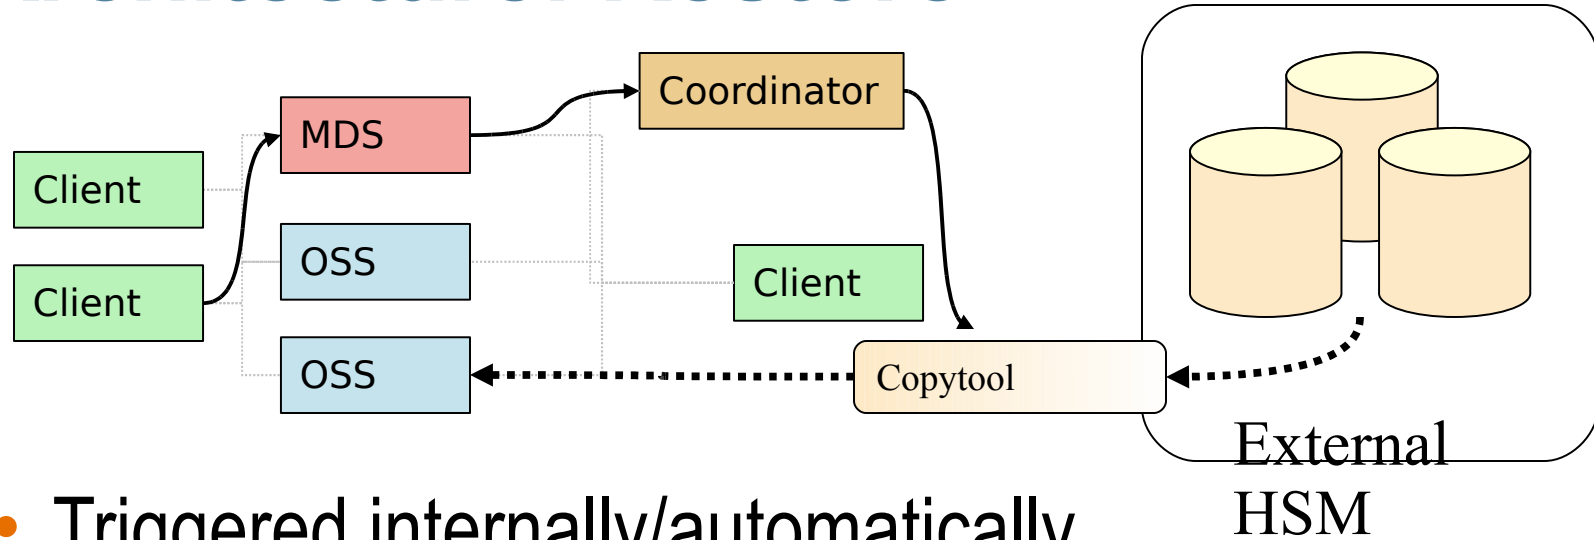 Coordinator
MDS
Client
OSS
Client
Client
OSS
Copytool
External
HSM
Triggered internally/automatically